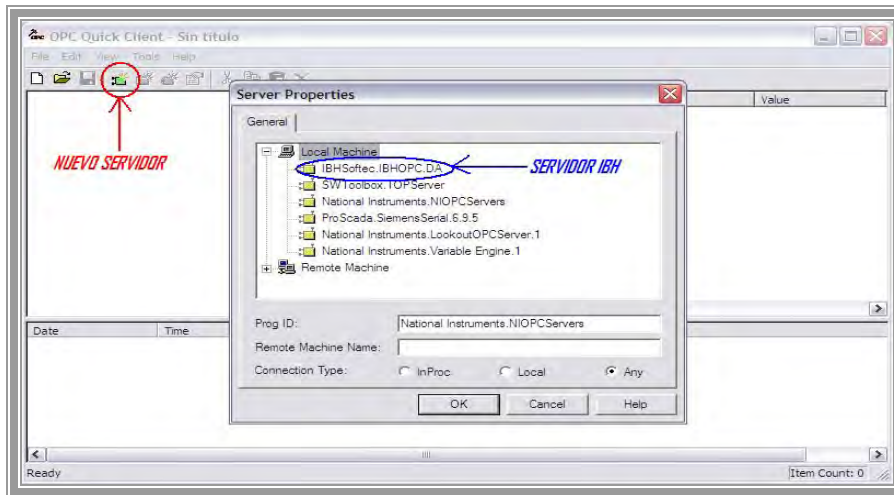 OPC Quick Client - Sin titulo
File Edit View Tools Help
Server Properties
General
Value
NUEVO SERVIDOR
Local Machine
IBHSoftec.IBHOPC.DA
SERVIDOR IBH
SWToolbox.TOPServer
National Instruments.NIOPCServers
ProScada.SiemensSerial.6.9.5
National Instruments.LookoutOPCServer.1
National Instruments.Variable Engine.1
Remote Machine
Prog ID: National Instruments.NIOPCServers
Remote Machine Name:
Connection Type: InProc Local Any
OK Cancel Help
Date Time
Ready Item Count: 0